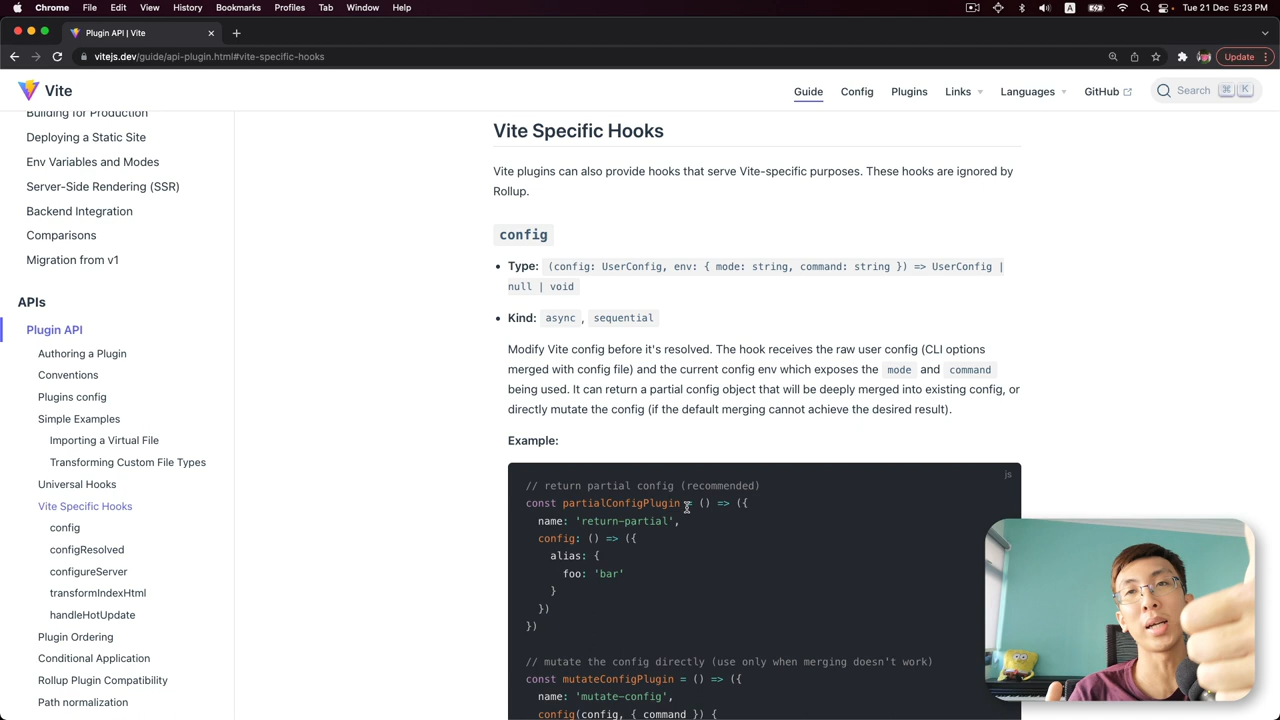 Chrome File Edit View History Bookmarks Profiles Tab Window Help
A
Tue 21 Dec 5:23 PM
Plugin API | Vite
vitejs.dev/guide/api-plugin.html#vite-specific-hooks
Update
Vite
Guide Config Plugins Links Languages GitHub
Search ⌘ K
Building for Production
Deploying a Static Site
Env Variables and Modes
Server-Side Rendering (SSR)
Backend Integration
Comparisons
Migration from v1
APIs
Plugin API
Authoring a Plugin
Conventions
Plugins config
Simple Examples
Importing a Virtual File
Transforming Custom File Types
Universal Hooks
Vite Specific Hooks
config
configResolved
configureServer
transformIndexHtml
handleHotUpdate
Plugin Ordering
Conditional Application
Rollup Plugin Compatibility
Path normalization
Vite Specific Hooks
Vite plugins can also provide hooks that serve Vite-specific purposes. These hooks are ignored by
Rollup.
config
• Type: (config: UserConfig, env: { mode: string, command: string }) => UserConfig |
null | void
• Kind: async , sequential
Modify Vite config before it's resolved. The hook receives the raw user config (CLI options
merged with config file) and the current config env which exposes the mode and command
being used. It can return a partial config object that will be deeply merged into existing config, or
directly mutate the config (if the default merging cannot achieve the desired result).
Example:
js
// return partial config (recommended)
const partialConfigPlugin = () => ({
name: 'return-partial',
config: () => ({
alias: {
foo: 'bar'
}
})
})
// mutate the config directly (use only when merging doesn't work)
const mutateConfigPlugin = () => ({
name: 'mutate-config',
config(config, { command }) {